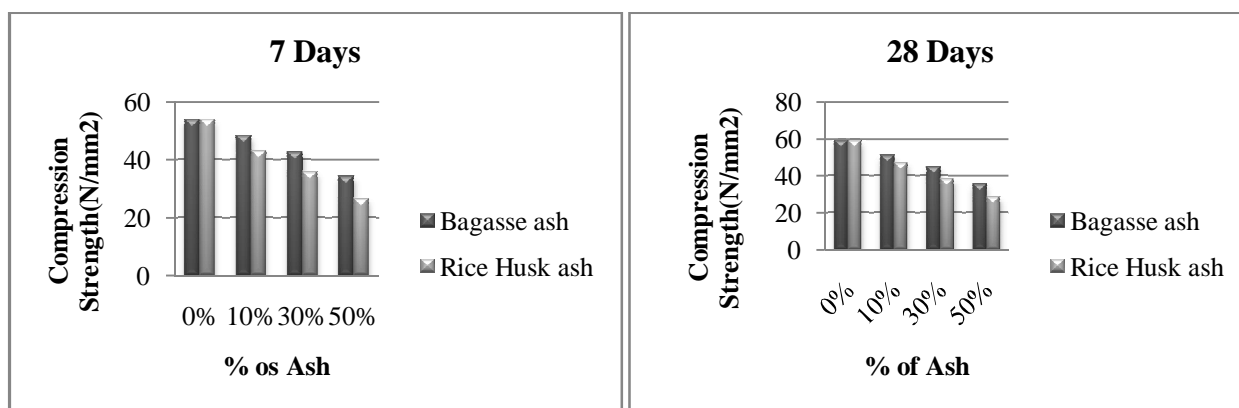 7 Days
Compression
Strength(N/mm2)
60
40
20
0
0% 10% 30% 50%
% os Ash
Bagasse ash
Rice Husk ash
28 Days
Compression
Strength(N/mm2)
80
60
40
20
0
0% 10% 30% 50%
% of Ash
Bagasse ash
Rice Husk ash